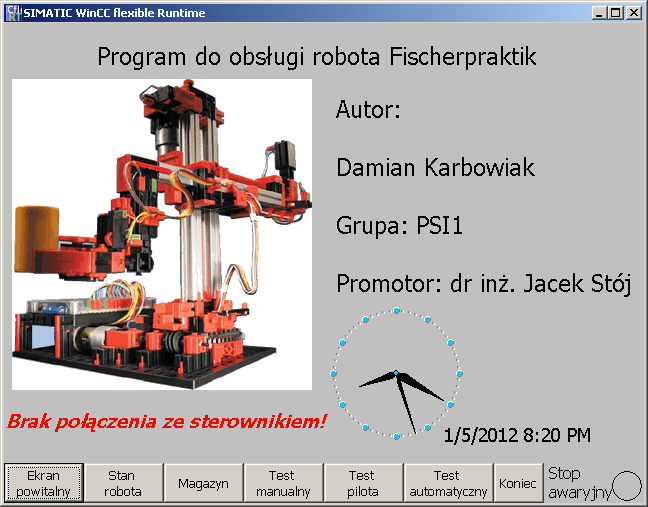 SIMATIC WinCC flexible Runtime
Program do obsługi robota Fischerpraktik
Autor:
Damian Karbowiak
Grupa: PSI1
Promotor: dr inż. Jacek Stój
Brak połączenia ze sterownikiem!
1/5/2012 8:20 PM
Ekran
powitalny
Stan
robota
Magazyn
Test
manualny
Test
pilota
Test
automatyczny
Koniec
Stop
awaryjny